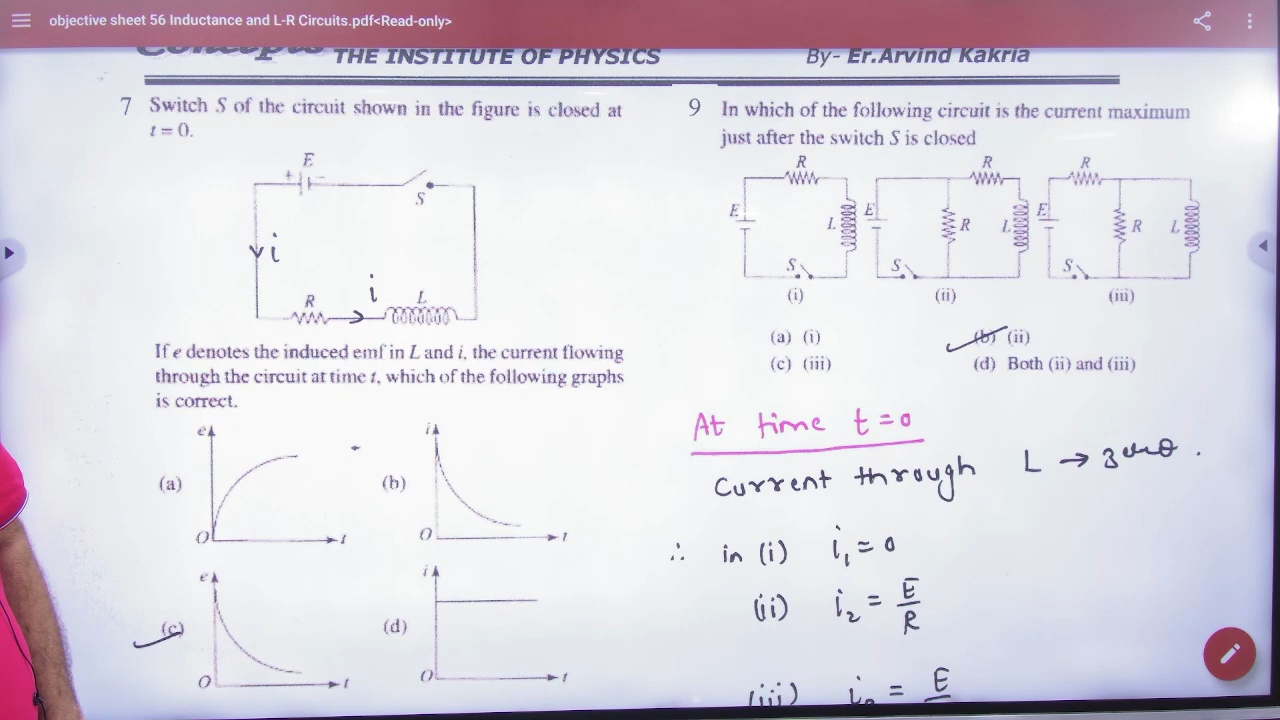 objective sheet 56 Inductance and L-R Circuits.pdf<Read-only>
Concepts THE INSTITUTE OF PHYSICS By- Er.Arvind Kakria
7 Switch S of the circuit shown in the figure is closed at
t = 0.
E
+ −
S
i
i
R
L
If e denotes the induced emf in L and i, the current flowing
through the circuit at time t, which of the following graphs
is correct.
(a) e O t
(b) i O t
(c) e O t
(d) i O t
9 In which of the following circuit is the current maximum
just after the switch S is closed
R R R
E L E R L E R L
S S S
(i) (ii) (iii)
(a) (i) (b) (ii)
(c) (iii) (d) Both (ii) and (iii)
At time t = 0
Current through L → zero.
∴ in (i) i₁ = 0
(ii) i₂ = E/R
(iii) = E